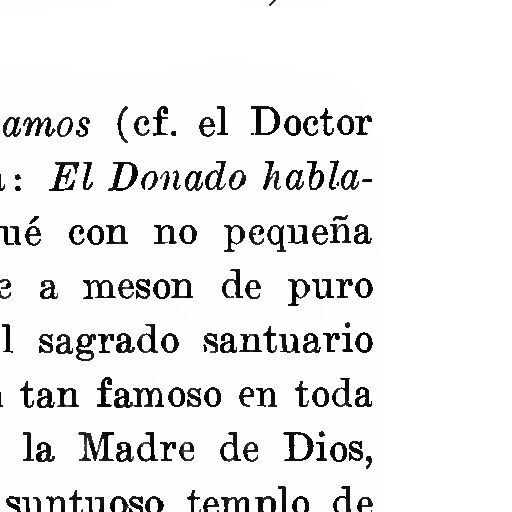 amos (cf. el Doctor
: El Donado habla-
ué con no pequeña
a meson de puro
l sagrado santuario
tan famoso en toda
la Madre de Dios,
suntuoso templo de